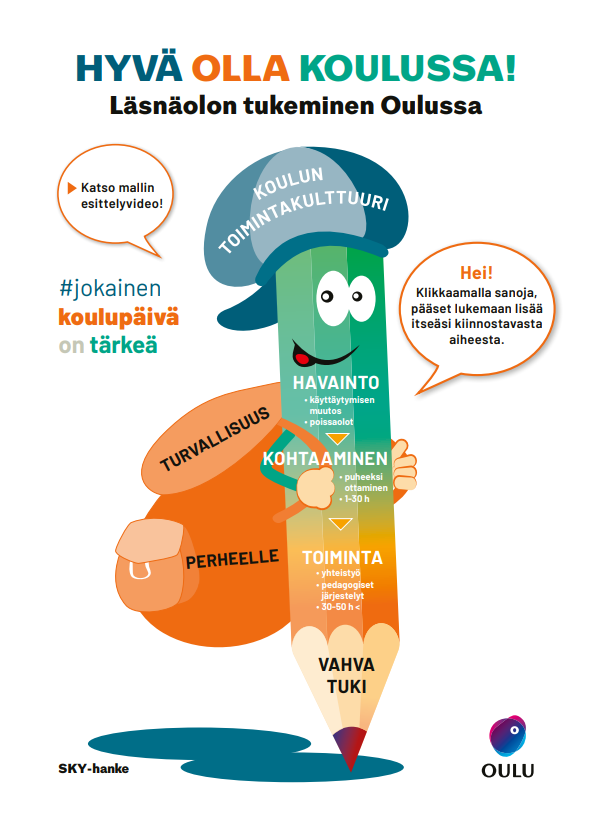 HYVÄ OLLA KOULUSSA!
Läsnäolon tukeminen Oulussa
Katso mallin
esittelyvideo!
#jokainen
koulupäivä
on tärkeä
KOULUN
TOIMINTAKULTTUURI
Hei!
Klikkaamalla sanoja,
pääset lukemaan lisää
itseäsi kiinnostavasta
aiheesta.
HAVAINTO
• käyttäytymisen
muutos
• poissaolot
TURVALLISUUS
KOHTAAMINEN
• puheeksi
ottaminen
• 1-30 h
PERHEELLE
TOIMINTA
• yhteistyö
• pedagogiset
järjestelyt
• 30-50 h <
VAHVA
TUKI
SKY-hanke
OULU